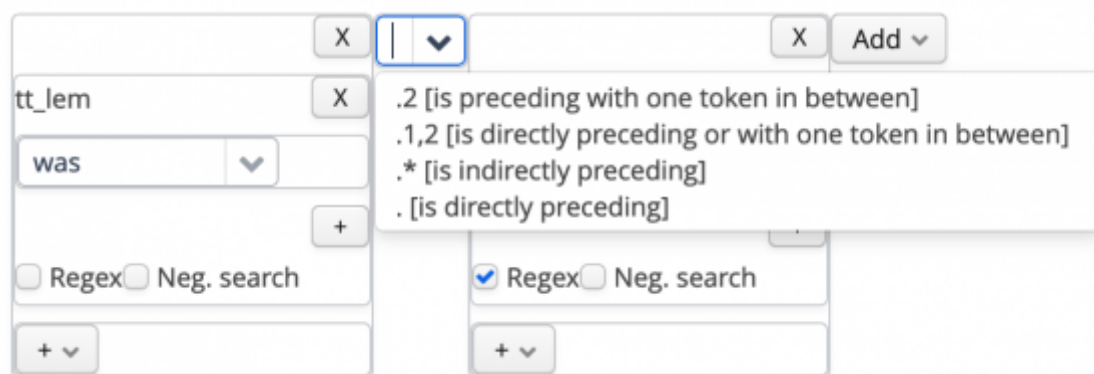 X X Add
tt_lem X
.2 [is preceding with one token in between]
.1,2 [is directly preceding or with one token in between]
was
.* [is indirectly preceding]
. [is directly preceding]
+
Regex Neg. search Regex Neg. search
+ +